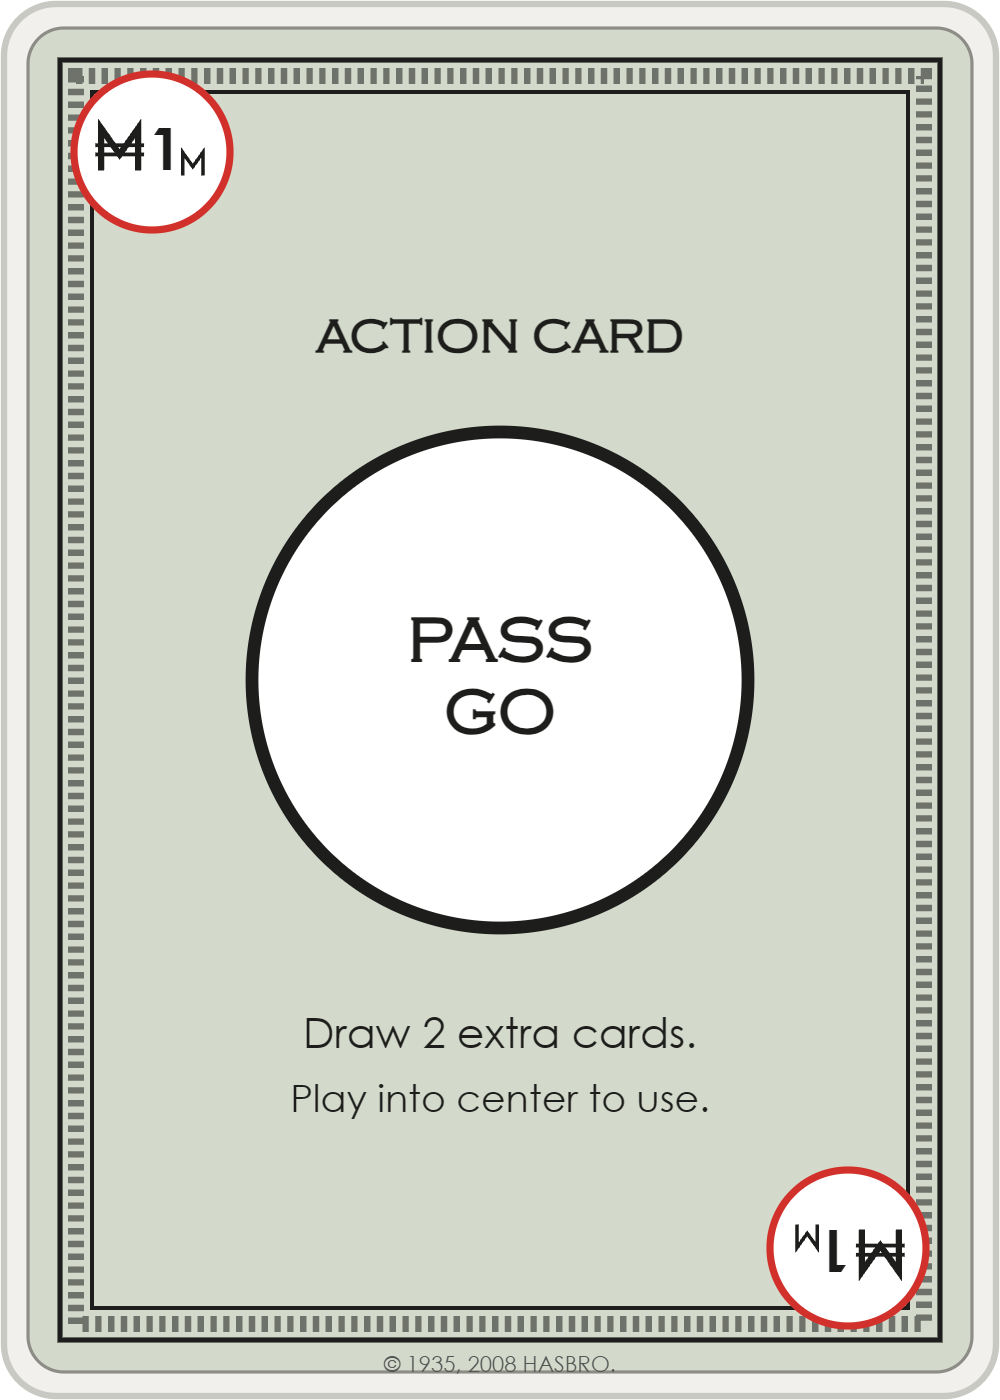 ₩1M
ACTION CARD
PASS
GO
Draw 2 extra cards.
Play into center to use.
₩1M
© 1935, 2008 HASBRO.